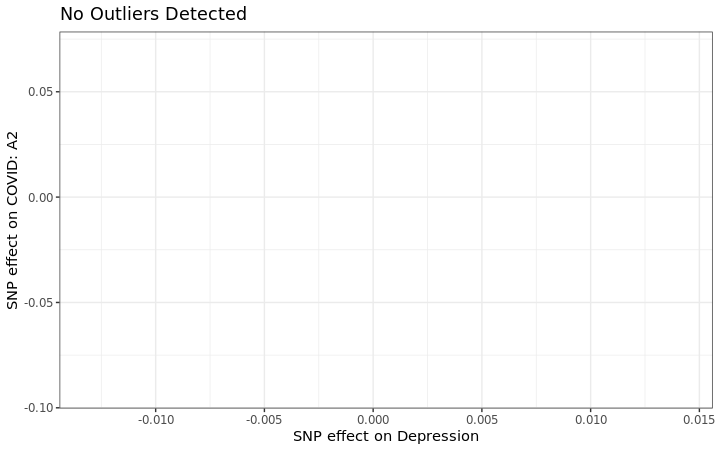 No Outliers Detected
SNP effect on COVID: A2
0.05
0.00
-0.05
-0.10
-0.010 -0.005 0.000 0.005 0.010 0.015
SNP effect on Depression